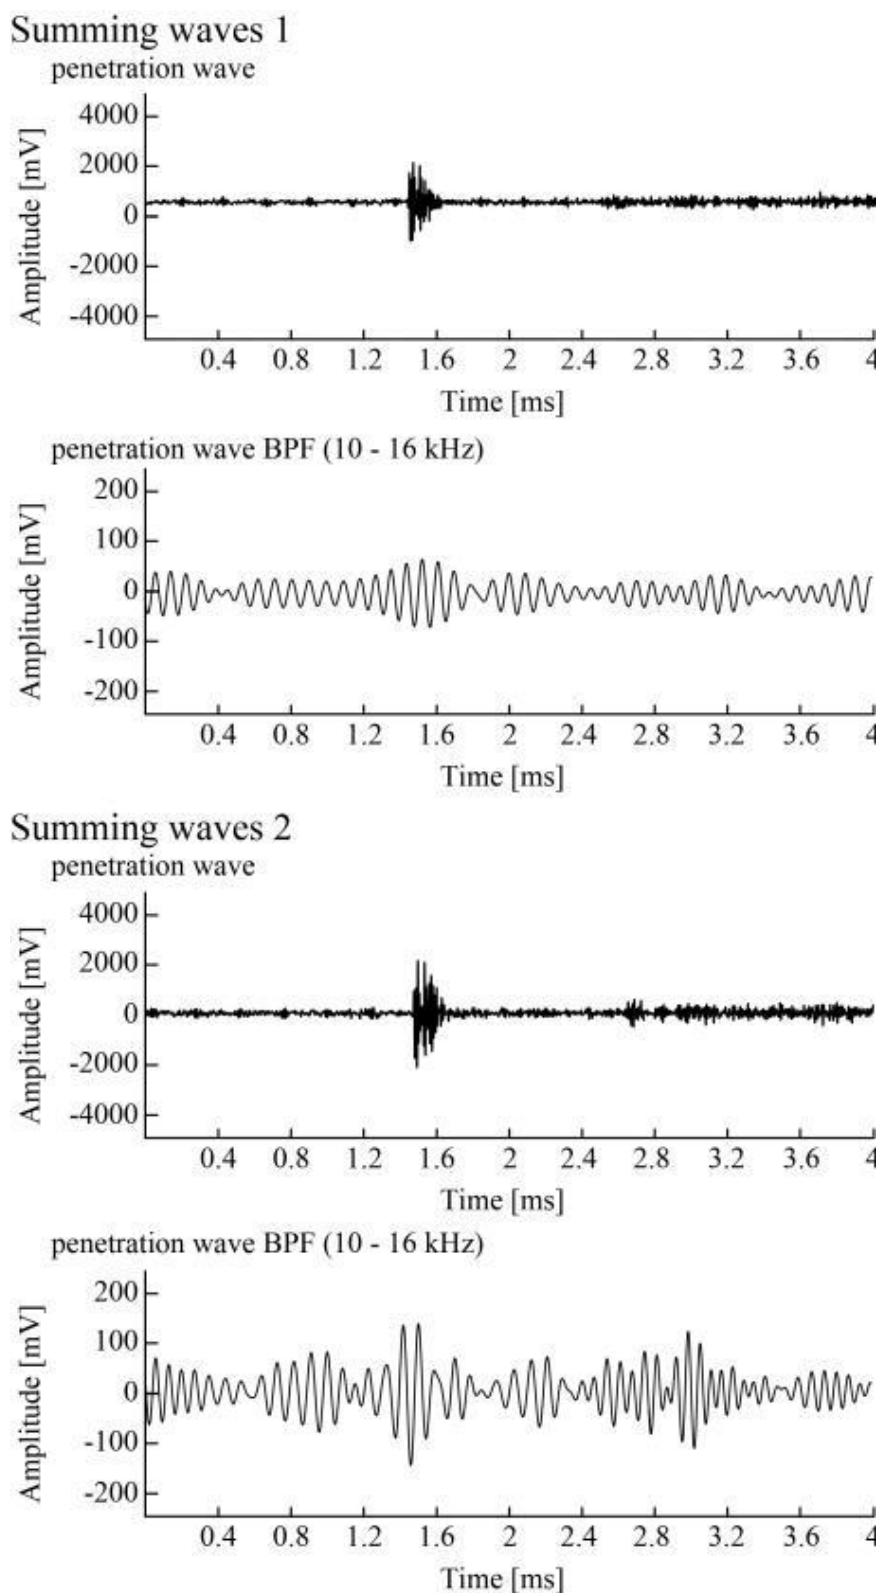 Summing waves 1
penetration wave
Amplitude [mV]
4000
2000
0
-2000
-4000
0.4 0.8 1.2 1.6 2 2.4 2.8 3.2 3.6 4
Time [ms]
penetration wave BPF (10 - 16 kHz)
Amplitude [mV]
200
100
0
-100
-200
0.4 0.8 1.2 1.6 2 2.4 2.8 3.2 3.6 4
Time [ms]
Summing waves 2
penetration wave
Amplitude [mV]
4000
2000
0
-2000
-4000
0.4 0.8 1.2 1.6 2 2.4 2.8 3.2 3.6 4
Time [ms]
penetration wave BPF (10 - 16 kHz)
Amplitude [mV]
200
100
0
-100
-200
0.4 0.8 1.2 1.6 2 2.4 2.8 3.2 3.6 4
Time [ms]